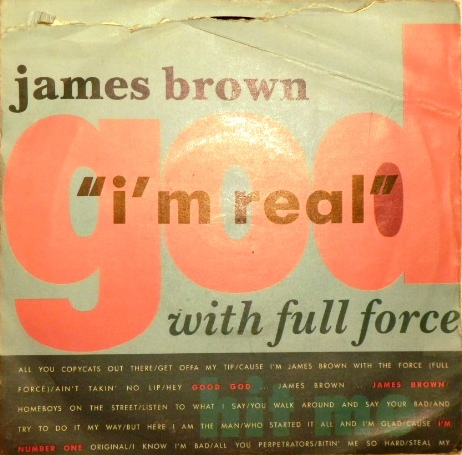 james brown
god
"i'm real"
with full force
ALL YOU COPYCATS OUT THERE/GET OFFA MY TIP/CAUSE I'M JAMES BROWN WITH THE FORCE (FULL
FORCE)/AIN'T TAKIN' NO LIP/HEY GOOD GOD ... JAMES BROWN ... JAMES BROWN/
HOMEBOYS ON THE STREET/LISTEN TO WHAT I SAY/YOU WALK AROUND AND SAY YOUR BAD/AND
TRY TO DO IT MY WAY/BUT HERE I AM THE MAN/WHO STARTED IT ALL AND I'M GLAD/CAUSE I'M
NUMBER ONE ORIGINAL/I KNOW I'M BAD/ALL YOU PERPETRATORS/BITIN' ME SO HARD/STEAL MY